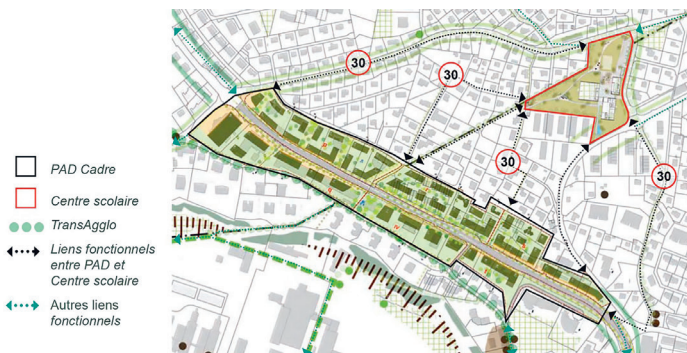 PAD Cadre
Centre scolaire
TransAgglo
Liens fonctionnels
entre PAD et
Centre scolaire
Autres liens
fonctionnels
30
30
30
30